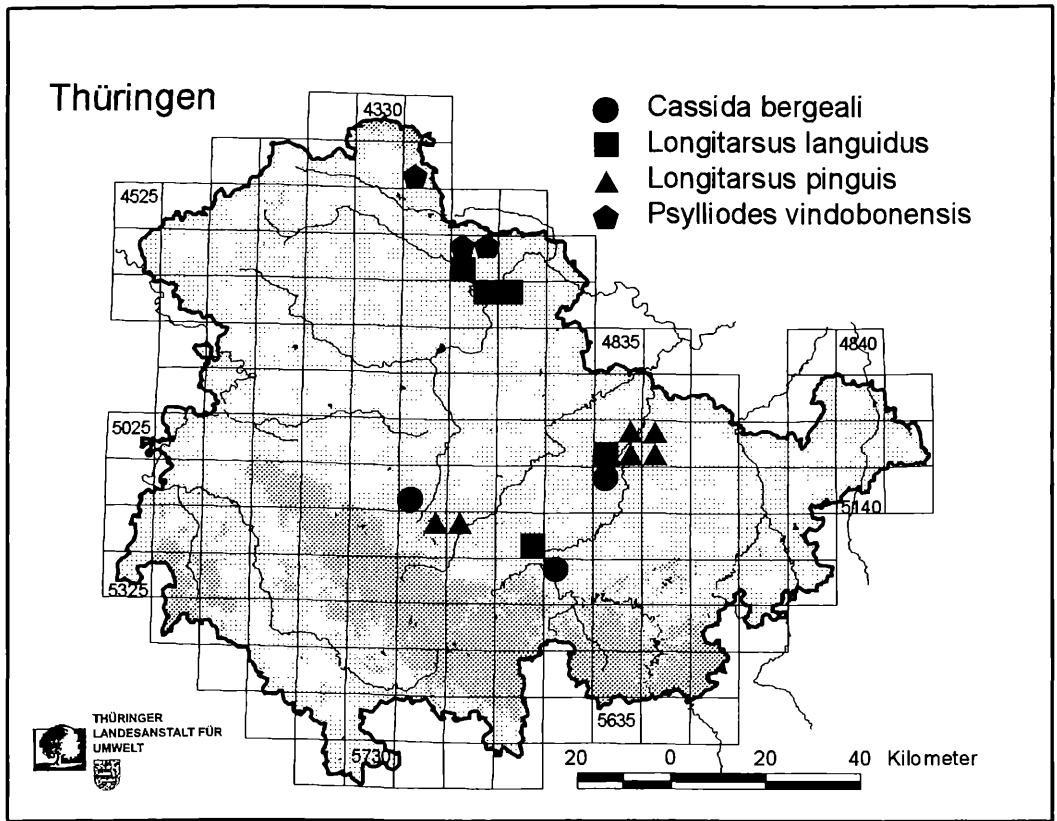 Thüringen
Cassida bergeali
Longitarsus languidus
Longitarsus pinguis
Psylliodes vindobonensis
4330
4525
4835
4840
5025
5140
5325
5635
5730
THÜRINGER
LANDESANSTALT FÜR
UMWELT
20 0 20 40 Kilometer